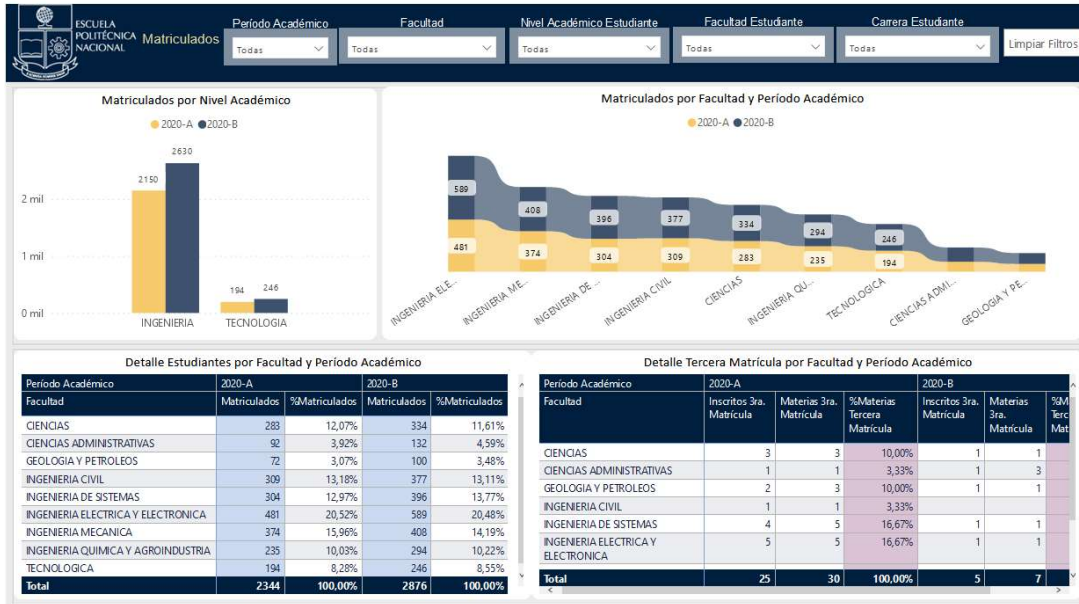 ESCUELA
POLITÉCNICA
NACIONAL
Matriculados
Período Académico
Todas
Facultad
Todas
Nivel Académico Estudiante
Todas
Facultad Estudiante
Todas
Carrera Estudiante
Todas
Limpiar Filtros
Matriculados por Nivel Académico
2020-A 2020-B
2630
2150
2 mil
1 mil
194 246
0 mil
INGENIERIA TECNOLOGIA
Matriculados por Facultad y Período Académico
2020-A 2020-B
589 408 396 377 334 294 246
481 374 304 309 283 235 194
INGENIERIA ELE...
INGENIERIA ME...
INGENIERIA DE ...
INGENIERIA CIVIL
CIENCIAS
INGENIERIA QU...
TECNOLOGICA
CIENCIAS ADMI...
GEOLOGIA Y PE...
Detalle Estudiantes por Facultad y Período Académico
Período Académico 2020-A 2020-B
Facultad Matriculados %Matriculados Matriculados %Matriculados
CIENCIAS 283 12,07% 334 11,61%
CIENCIAS ADMINISTRATIVAS 92 3,92% 132 4,59%
GEOLOGIA Y PETROLEOS 72 3,07% 100 3,48%
INGENIERIA CIVIL 309 13,18% 377 13,11%
INGENIERIA DE SISTEMAS 304 12,97% 396 13,77%
INGENIERIA ELECTRICA Y ELECTRONICA 481 20,52% 589 20,48%
INGENIERIA MECANICA 374 15,96% 408 14,19%
INGENIERIA QUIMICA Y AGROINDUSTRIA 235 10,03% 294 10,22%
TECNOLOGICA 194 8,28% 246 8,55%
Total 2344 100,00% 2876 100,00%
Detalle Tercera Matrícula por Facultad y Período Académico
Período Académico 2020-A 2020-B
Facultad Inscritos 3ra. Materias 3ra. %Materias Inscritos 3ra. Materias %M
Matrícula Matrícula Tercera Matrícula 3ra. Terc
Matrícula Matrícula Mat
CIENCIAS 3 3 10,00% 1 1
CIENCIAS ADMINISTRATIVAS 1 1 3,33% 1 3
GEOLOGIA Y PETROLEOS 2 3 10,00% 1 1
INGENIERIA CIVIL 1 1 3,33%
INGENIERIA DE SISTEMAS 4 5 16,67% 1 1
INGENIERIA ELECTRICA Y 5 5 16,67% 1 1
ELECTRONICA
Total 25 30 100,00% 5 7